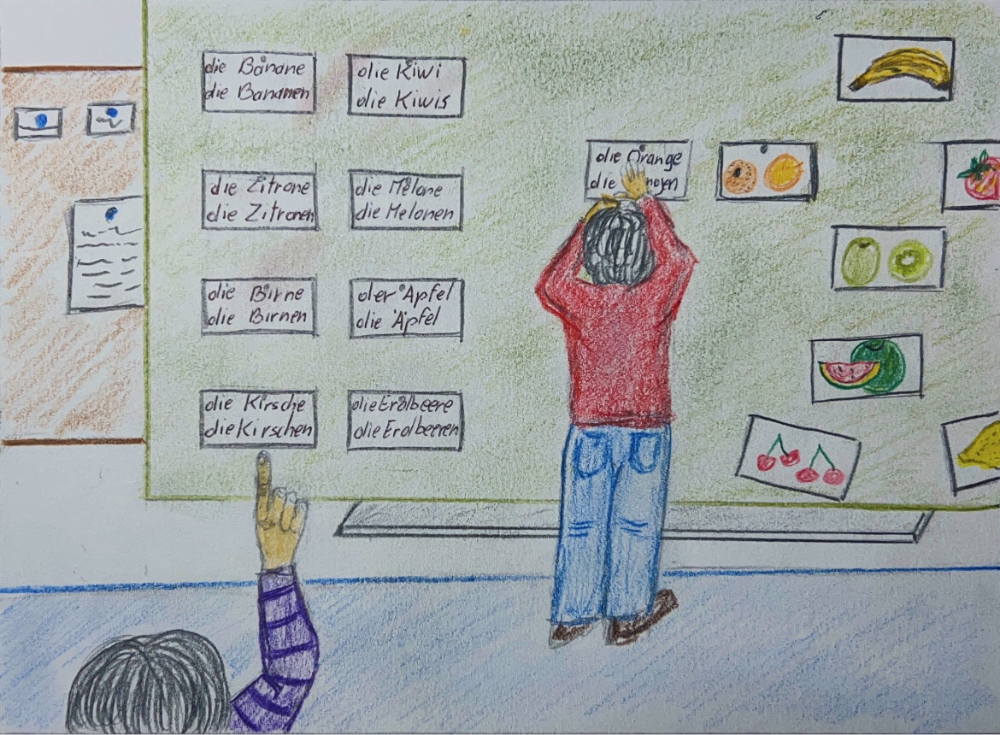 die Banane
die Bananen
die Kiwi
die Kiwis
die Orange
die
die Zitrone
die Zitronen
die Melone
die Melonen
die Birne
die Birnen
der Apfel
die Äpfel
die Kirsche
die Kirschen
die Erdbeere
die Erdbeeren